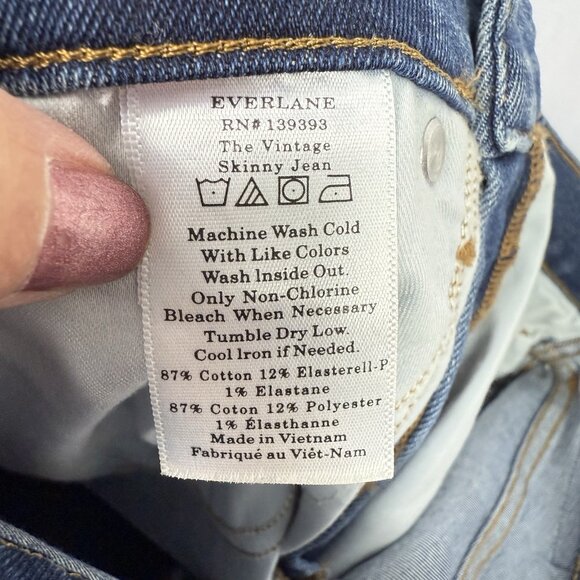 EVERLANE
RN# 139393
The Vintage
Skinny Jean
Machine Wash Cold
With Like Colors
Wash Inside Out.
Only Non-Chlorine
Bleach When Necessary
Tumble Dry Low.
Cool Iron if Needed.
87% Cotton 12% Elasterell-P
1% Elastane
87% Coton 12% Polyester
1% Élasthanne
Made in Vietnam
Fabriqué au Viêt-Nam